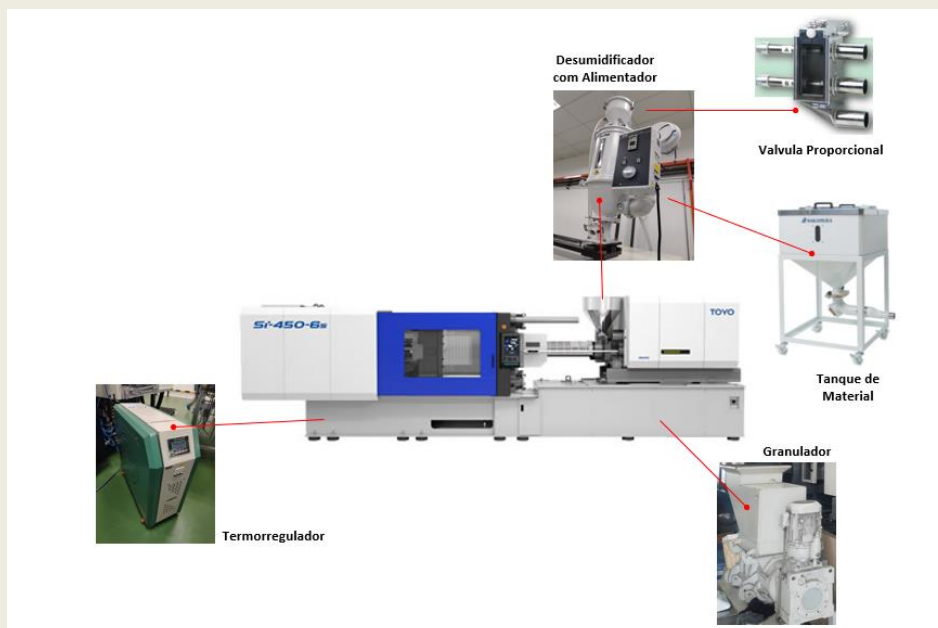 Desumidificador
com Alimentador
Valvula Proporcional
Si-450-6s
TOYO
Tanque de
Material
Granulador
Termorregulador